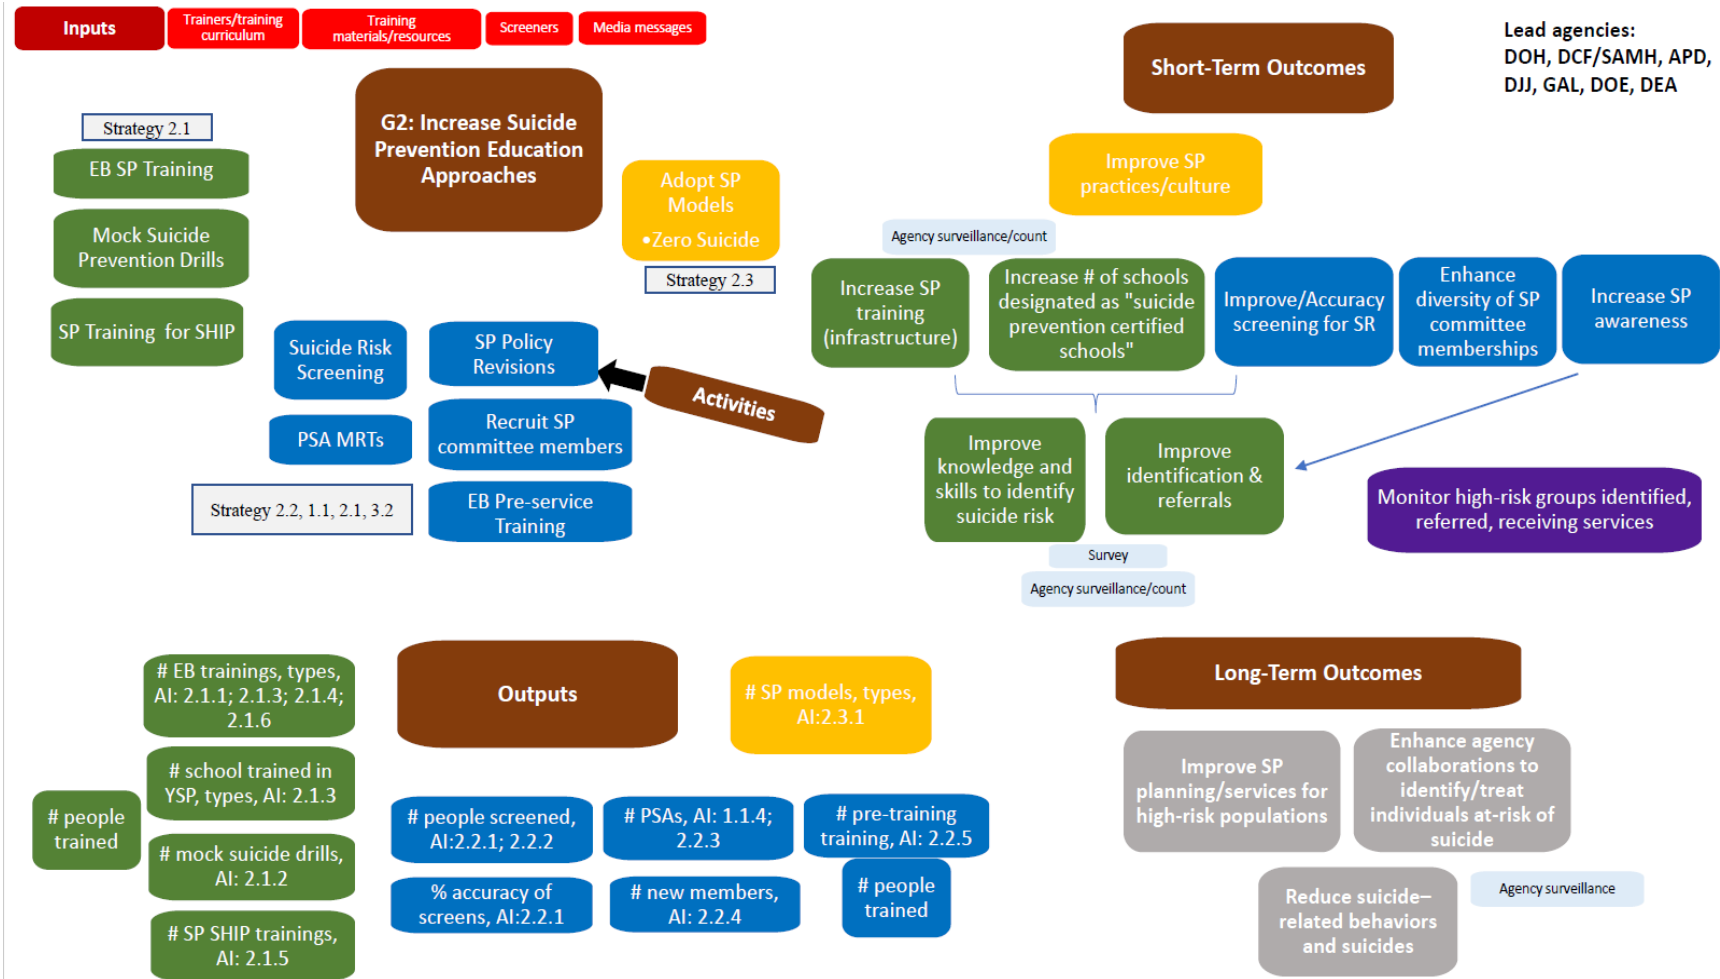 Inputs
Trainers/training
curriculum
Training
materials/resources
Screeners
Media messages
Lead agencies:
DOH, DCF/SAMH, APD,
DJJ, GAL, DOE, DEA
G2: Increase Suicide
Prevention Education
Approaches
Strategy 2.1
EB SP Training
Mock Suicide
Prevention Drills
SP Training for SHIP
Adopt SP
Models
•Zero Suicide
Strategy 2.3
Suicide Risk
Screening
SP Policy
Revisions
Activities
PSA MRTs
Recruit SP
committee members
Strategy 2.2, 1.1, 2.1, 3.2
EB Pre-service
Training
Short-Term Outcomes
Improve SP
practices/culture
Agency surveillance/count
Increase SP
training
(infrastructure)
Increase # of schools
designated as "suicide
prevention certified
schools"
Improve/Accuracy
screening for SR
Enhance
diversity of SP
committee
memberships
Increase SP
awareness
Improve
knowledge and
skills to identify
suicide risk
Improve
identification &
referrals
Monitor high-risk groups identified,
referred, receiving services
Survey
Agency surveillance/count
Outputs
# EB trainings, types,
AI: 2.1.1; 2.1.3; 2.1.4;
2.1.6
# school trained in
YSP, types, AI: 2.1.3
# people
trained
# mock suicide drills,
AI: 2.1.2
# SP SHIP trainings,
AI: 2.1.5
# SP models, types,
AI:2.3.1
# people screened,
AI:2.2.1; 2.2.2
# PSAs, AI: 1.1.4;
2.2.3
# pre-training
training, AI: 2.2.5
% accuracy of
screens, AI:2.2.1
# new members,
AI: 2.2.4
# people
trained
Long-Term Outcomes
Improve SP
planning/services for
high-risk populations
Enhance agency
collaborations to
identify/treat
individuals at-risk of
suicide
Reduce suicide–
related behaviors
and suicides
Agency surveillance